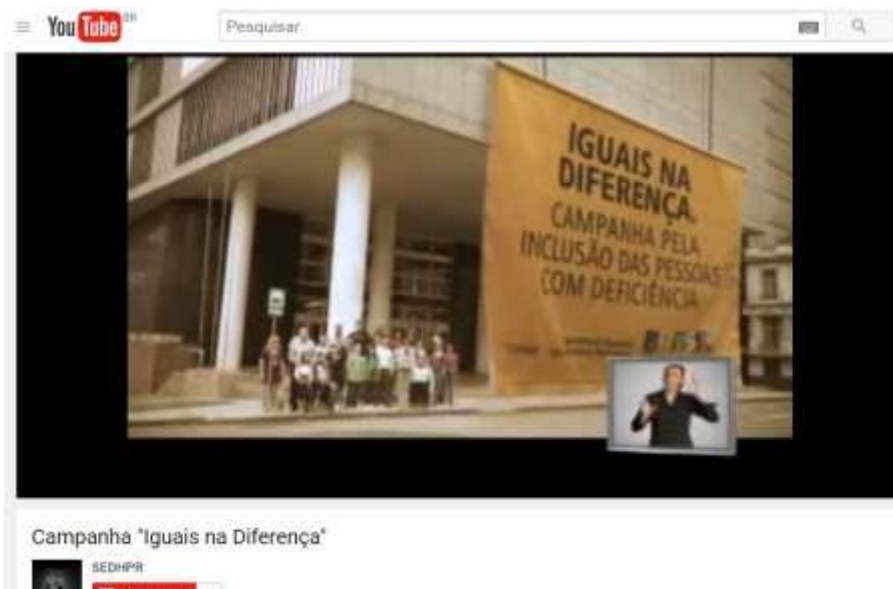 YouTube BR
Pesquisar
IGUAIS NA
DIFERENÇA.
CAMPANHA PELA
INCLUSÃO DAS PESSOAS
COM DEFICIÊNCIA
Campanha "Iguais na Diferença"
SEDHPR